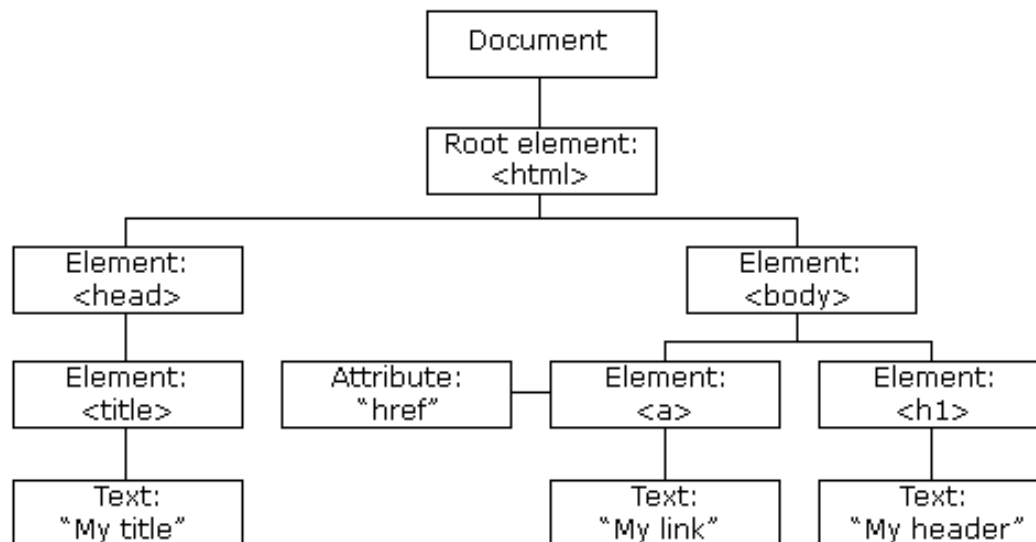 Document
Root element:
<html>
Element:
<head>
Element:
<body>
Element:
<title>
Attribute:
“href”
Element:
<a>
Element:
<h1>
Text:
“My title”
Text:
“My link”
Text:
“My header”